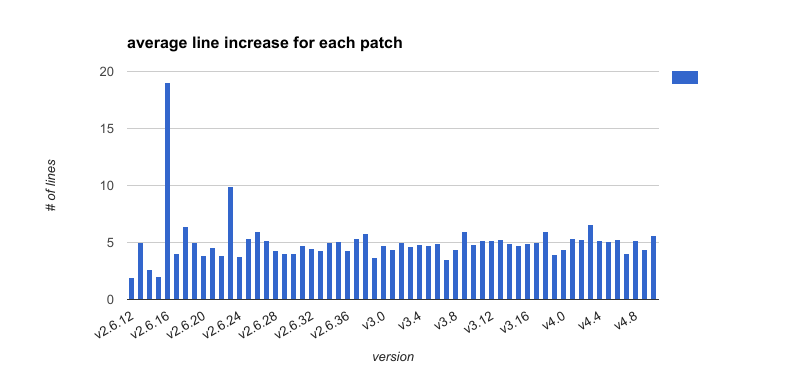 average line increase for each patch
20
15
10
5
0
# of lines
v2.6.12 v2.6.16 v2.6.20 v2.6.24 v2.6.28 v2.6.32 v2.6.36 v3.0 v3.4 v3.8 v3.12 v3.16 v4.0 v4.4 v4.8
version